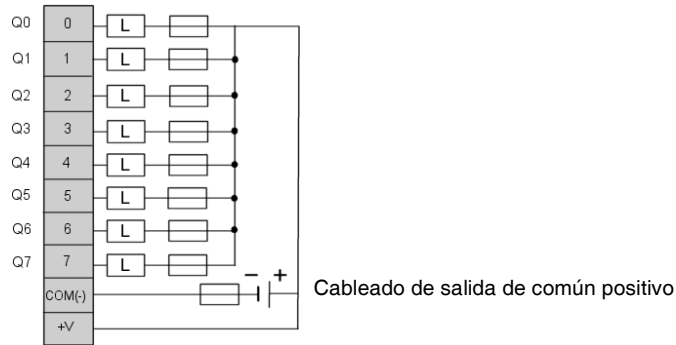 Q0 0 L
Q1 1 L
Q2 2 L
Q3 3 L
Q4 4 L
Q5 5 L
Q6 6 L
Q7 7 L
− +
COM(-)
Cableado de salida de común positivo
+V